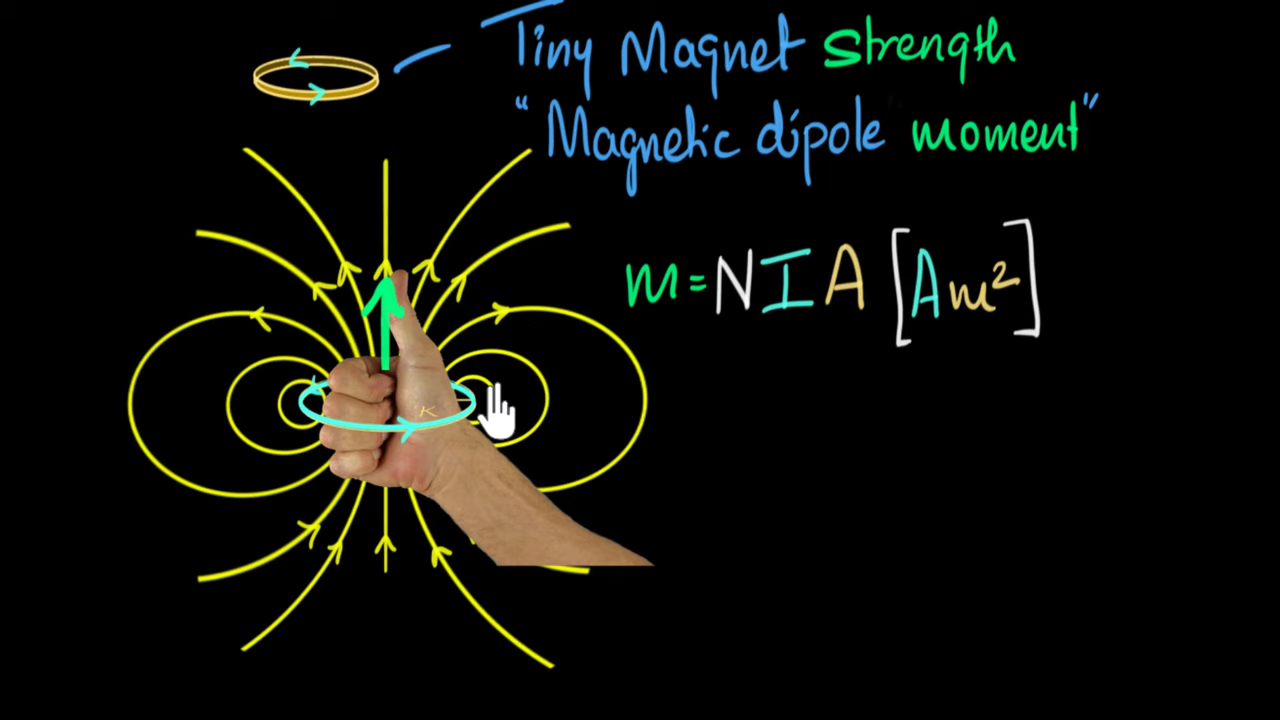 Tiny Magnet Strength
"Magnetic dipole moment"
m = NIA [Am²]